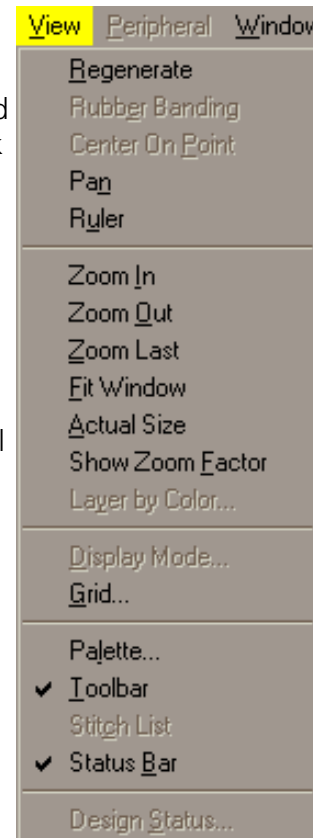 View Peripheral Window
Regenerate
Rubber Banding
Center On Point
Pan
Ruler
Zoom In
Zoom Out
Zoom Last
Fit Window
Actual Size
Show Zoom Factor
Layer by Color...
Display Mode...
Grid...
Palette...
Toolbar
Stitch List
Status Bar
Design Status...